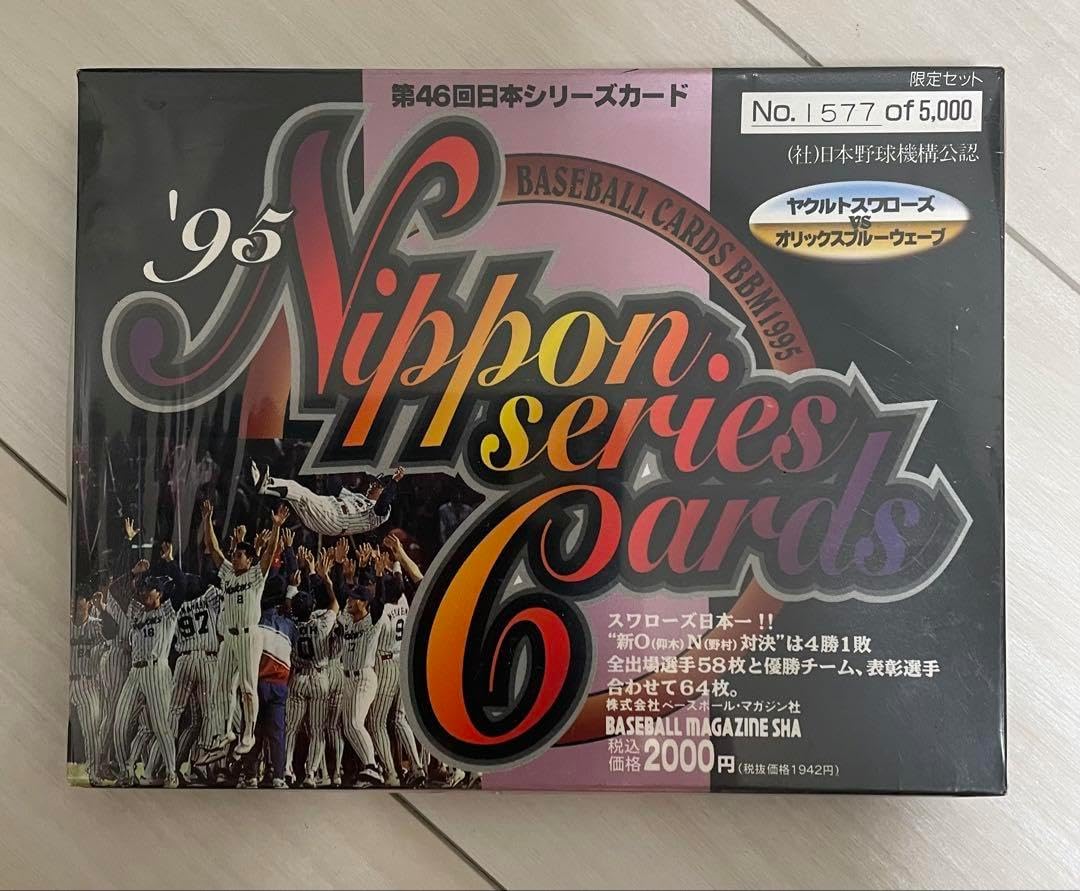 第46回日本シリーズカード
限定セット
No. 1577 of 5,000
(社)日本野球機構公認
ヤクルトスワローズ
vs
オリックスブルーウェーブ
BASEBALL CARDS BBM1995
'95
Nippon
series
Cards
スワローズ日本一!!
“新O(仰木)N(野村)対決”は4勝1敗
全出場選手58枚と優勝チーム、表彰選手
合わせて64枚。
株式会社ベースボール・マガジン社
BASEBALL MAGAZINE SHA
税込
価格2000円(税抜価格1942円)
8
18
97